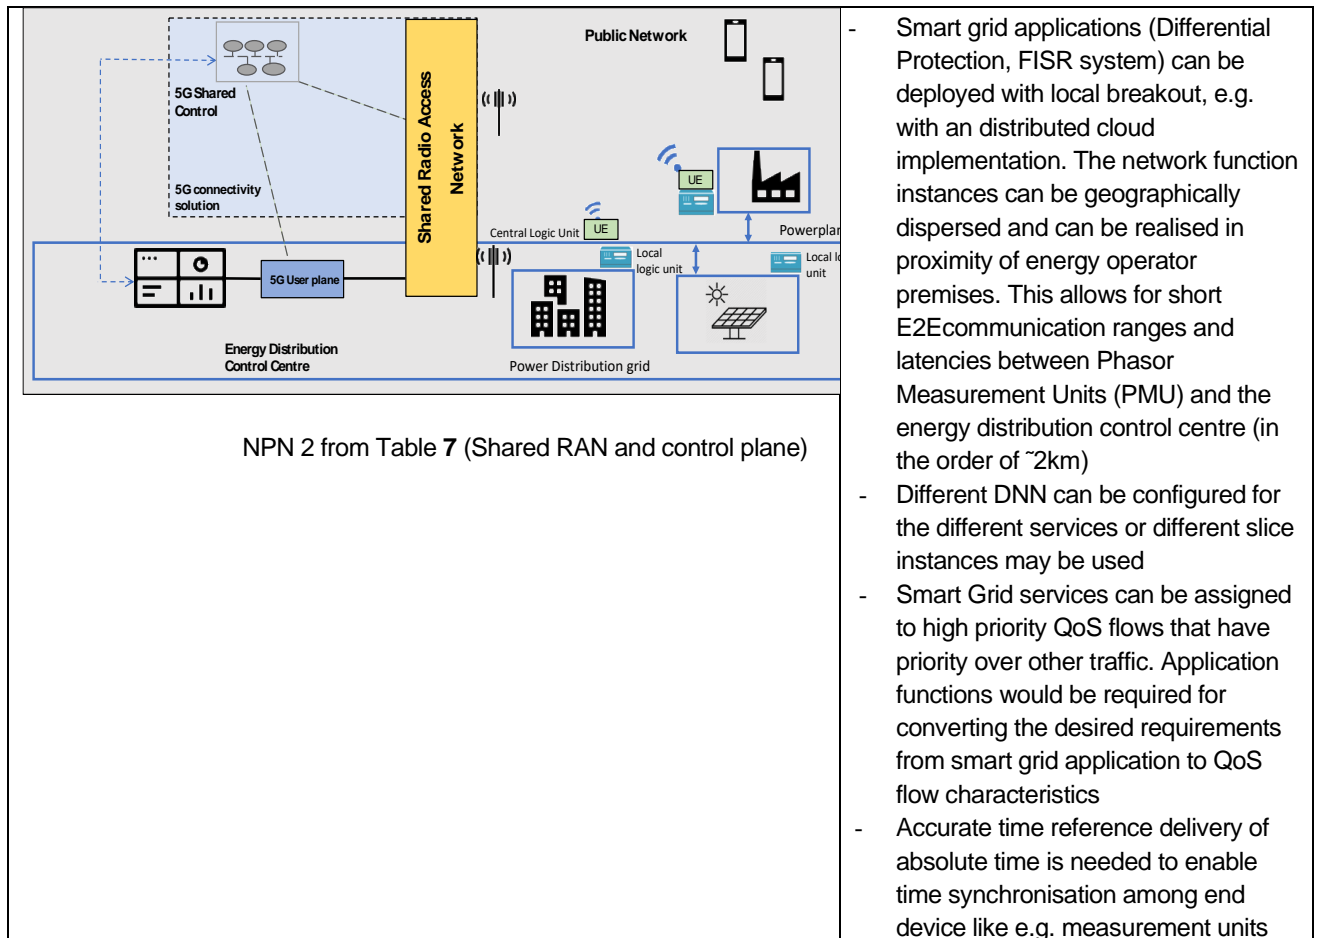 Public Network
5G Shared
Control
5G connectivity
solution
Shared Radio Access
Network
UE
Central Logic Unit
UE
Powerplan
Local
logic unit
Local lo
unit
5G User plane
Energy Distribution
Control Centre
Power Distribution grid
NPN 2 from Table 7 (Shared RAN and control plane)
- Smart grid applications (Differential
Protection, FISR system) can be
deployed with local breakout, e.g.
with an distributed cloud
implementation. The network function
instances can be geographically
dispersed and can be realised in
proximity of energy operator
premises. This allows for short
E2Ecommunication ranges and
latencies between Phasor
Measurement Units (PMU) and the
energy distribution control centre (in
the order of ˜2km)
- Different DNN can be configured for
the different services or different slice
instances may be used
- Smart Grid services can be assigned
to high priority QoS flows that have
priority over other traffic. Application
functions would be required for
converting the desired requirements
from smart grid application to QoS
flow characteristics
- Accurate time reference delivery of
absolute time is needed to enable
time synchronisation among end
device like e.g. measurement units